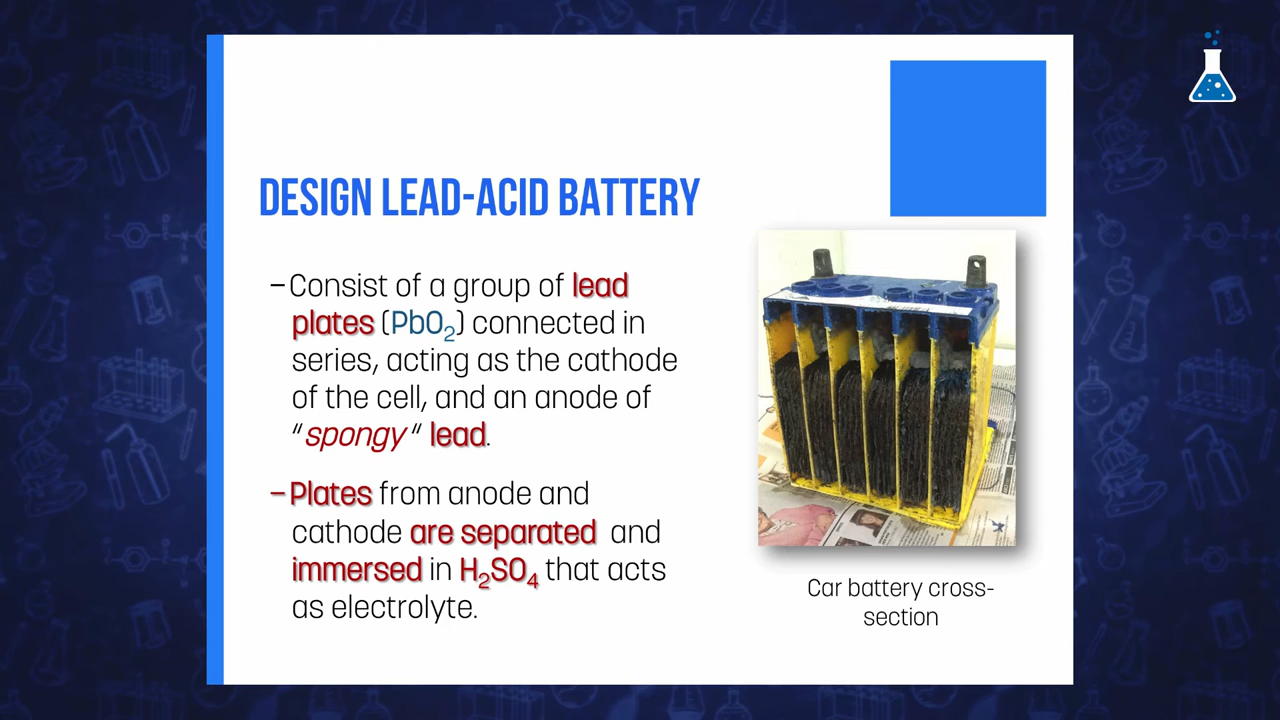 DESIGN LEAD-ACID BATTERY
–Consist of a group of lead
plates (PbO₂) connected in
series, acting as the cathode
of the cell, and an anode of
“spongy “ lead.
–Plates from anode and
cathode are separated and
immersed in H₂SO₄ that acts
as electrolyte.
Car battery cross-
section